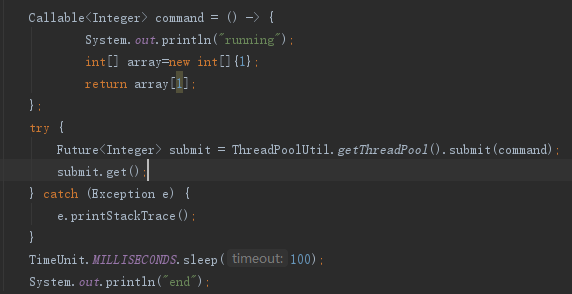 Callable<Integer> command = () -> {
System.out.println("running");
int[] array=new int[]{1};
return array[1];
};
try {
Future<Integer> submit = ThreadPoolUtil.getThreadPool().submit(command);
submit.get();
} catch (Exception e) {
e.printStackTrace();
}
TimeUnit.MILLISECONDS.sleep( timeout: 100);
System.out.println("end");